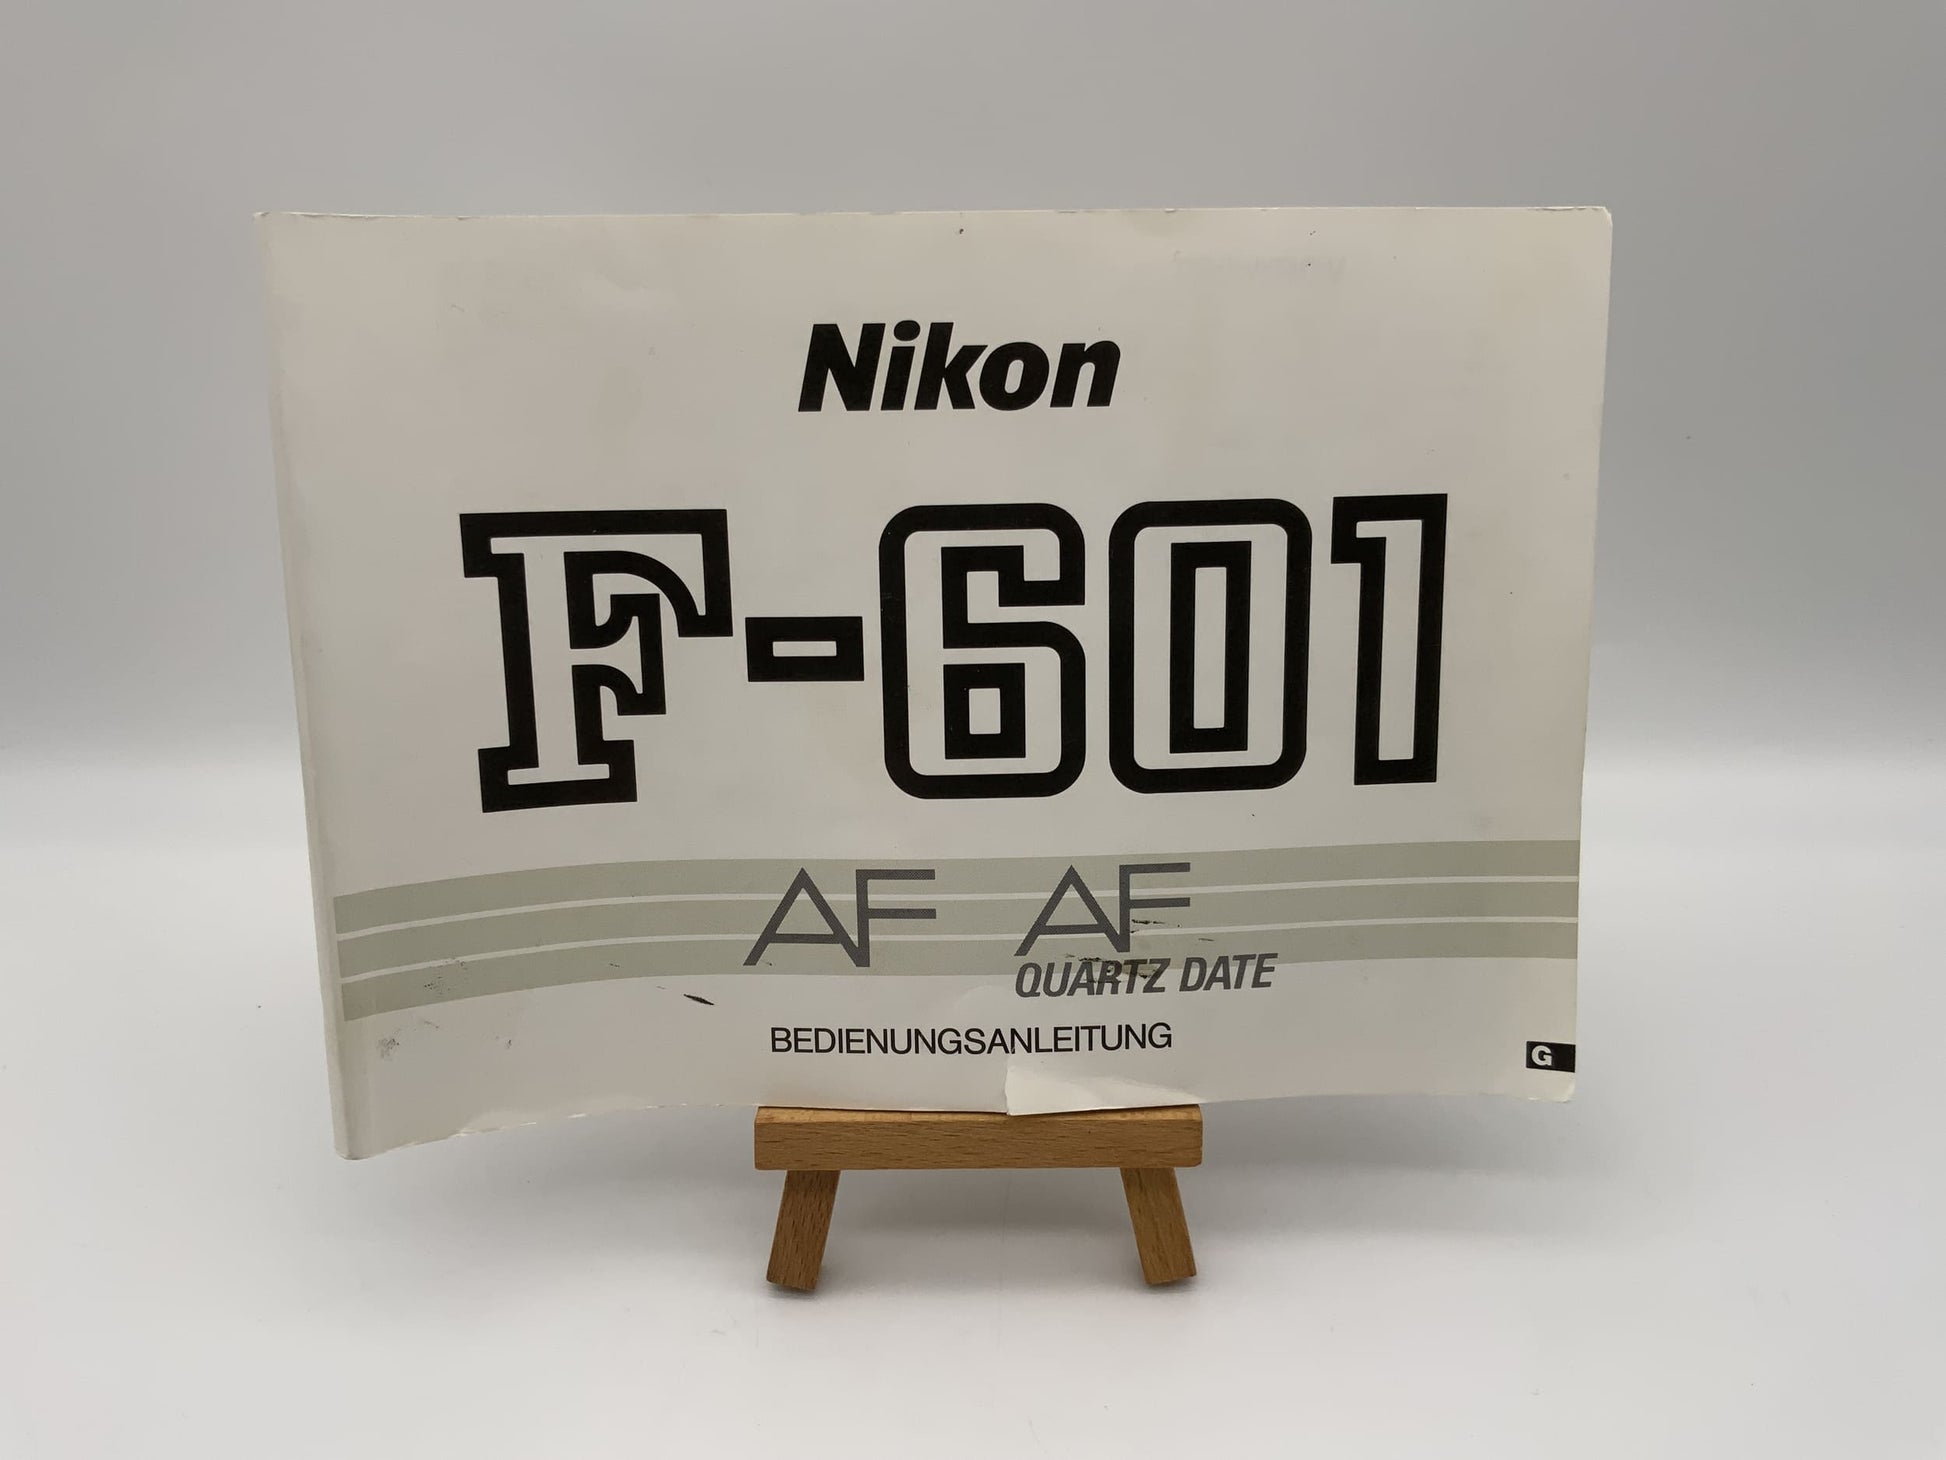 Nikon
F-601
AF AF
QUARTZ DATE
BEDIENUNGSANLEITUNG
G